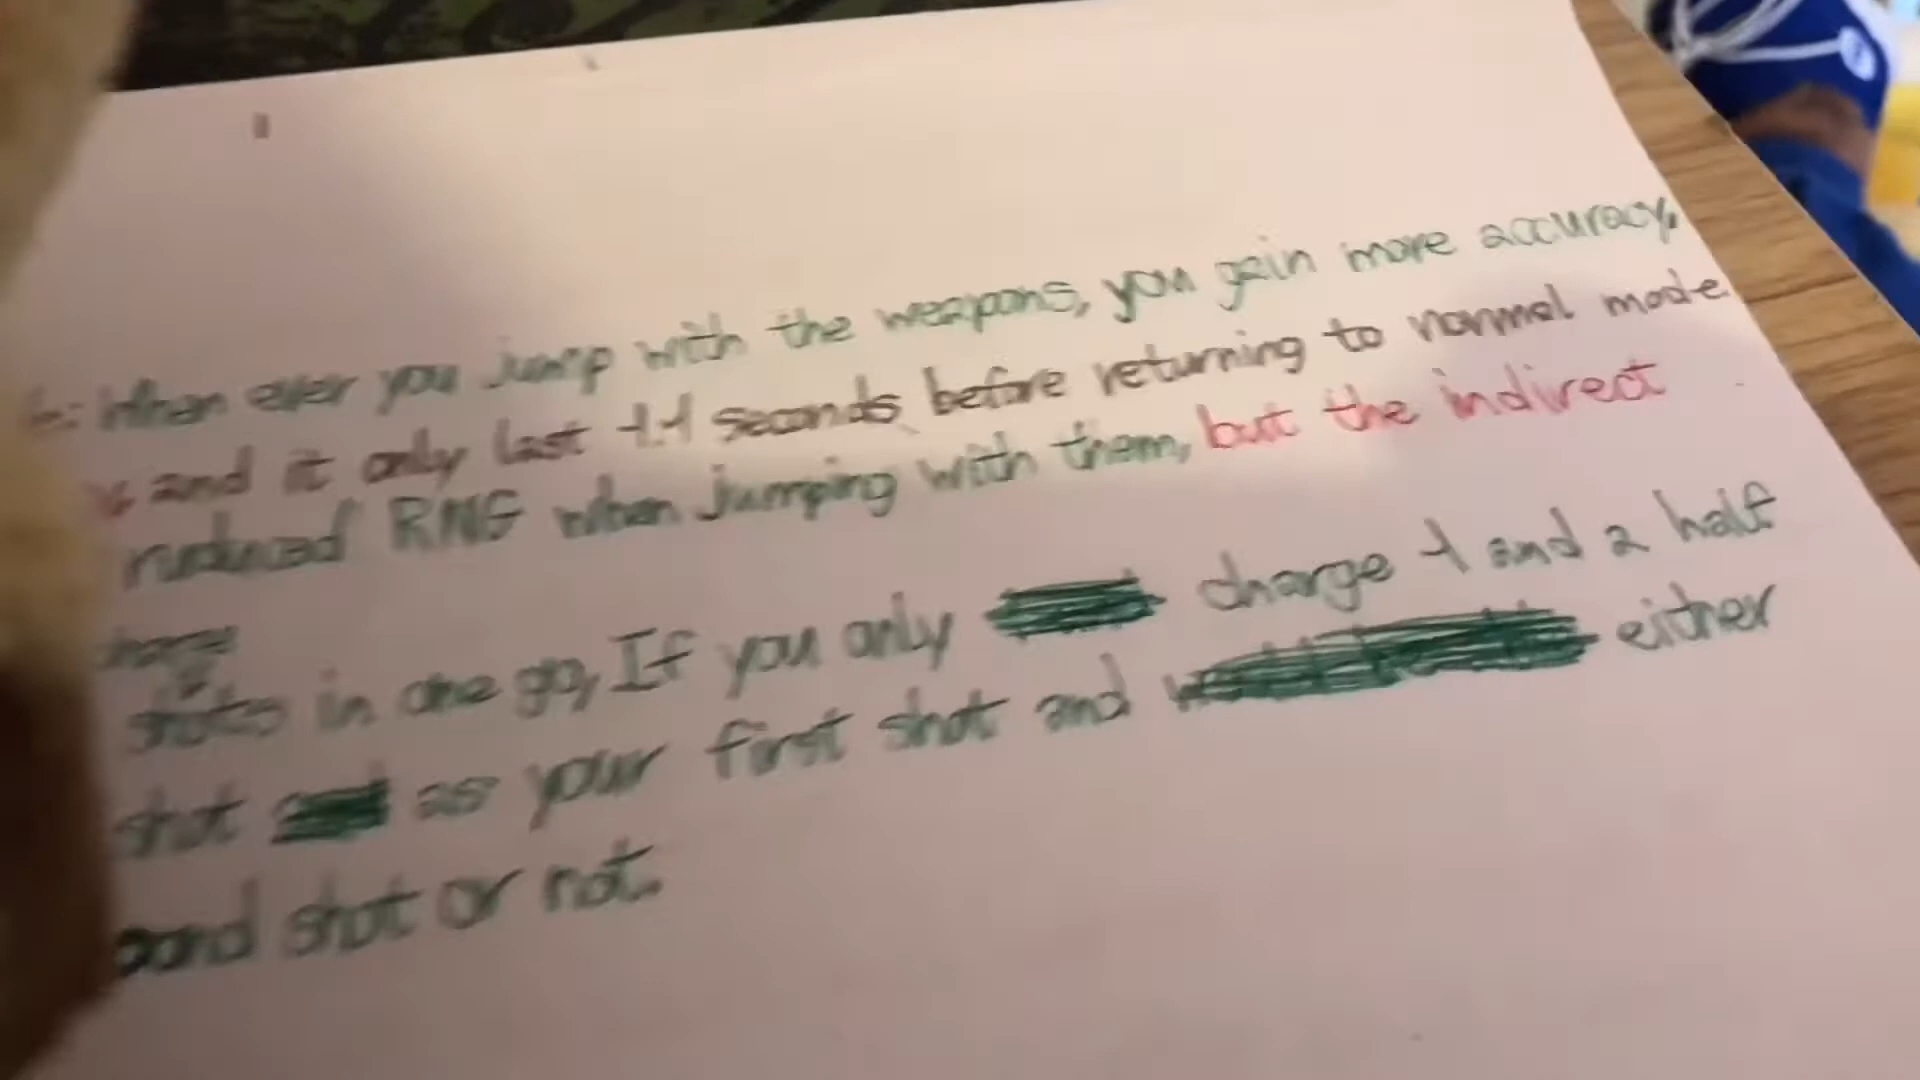 When ever you jump with the weapons, you gain more accuracy,
and it only last 1.1 seconds before returning to normal mode.
ruduced RNG when jumping with them, but the indirect
charge
shots in one go, If you only charge 1 and a half
shot as your first shot and either
shot or not.